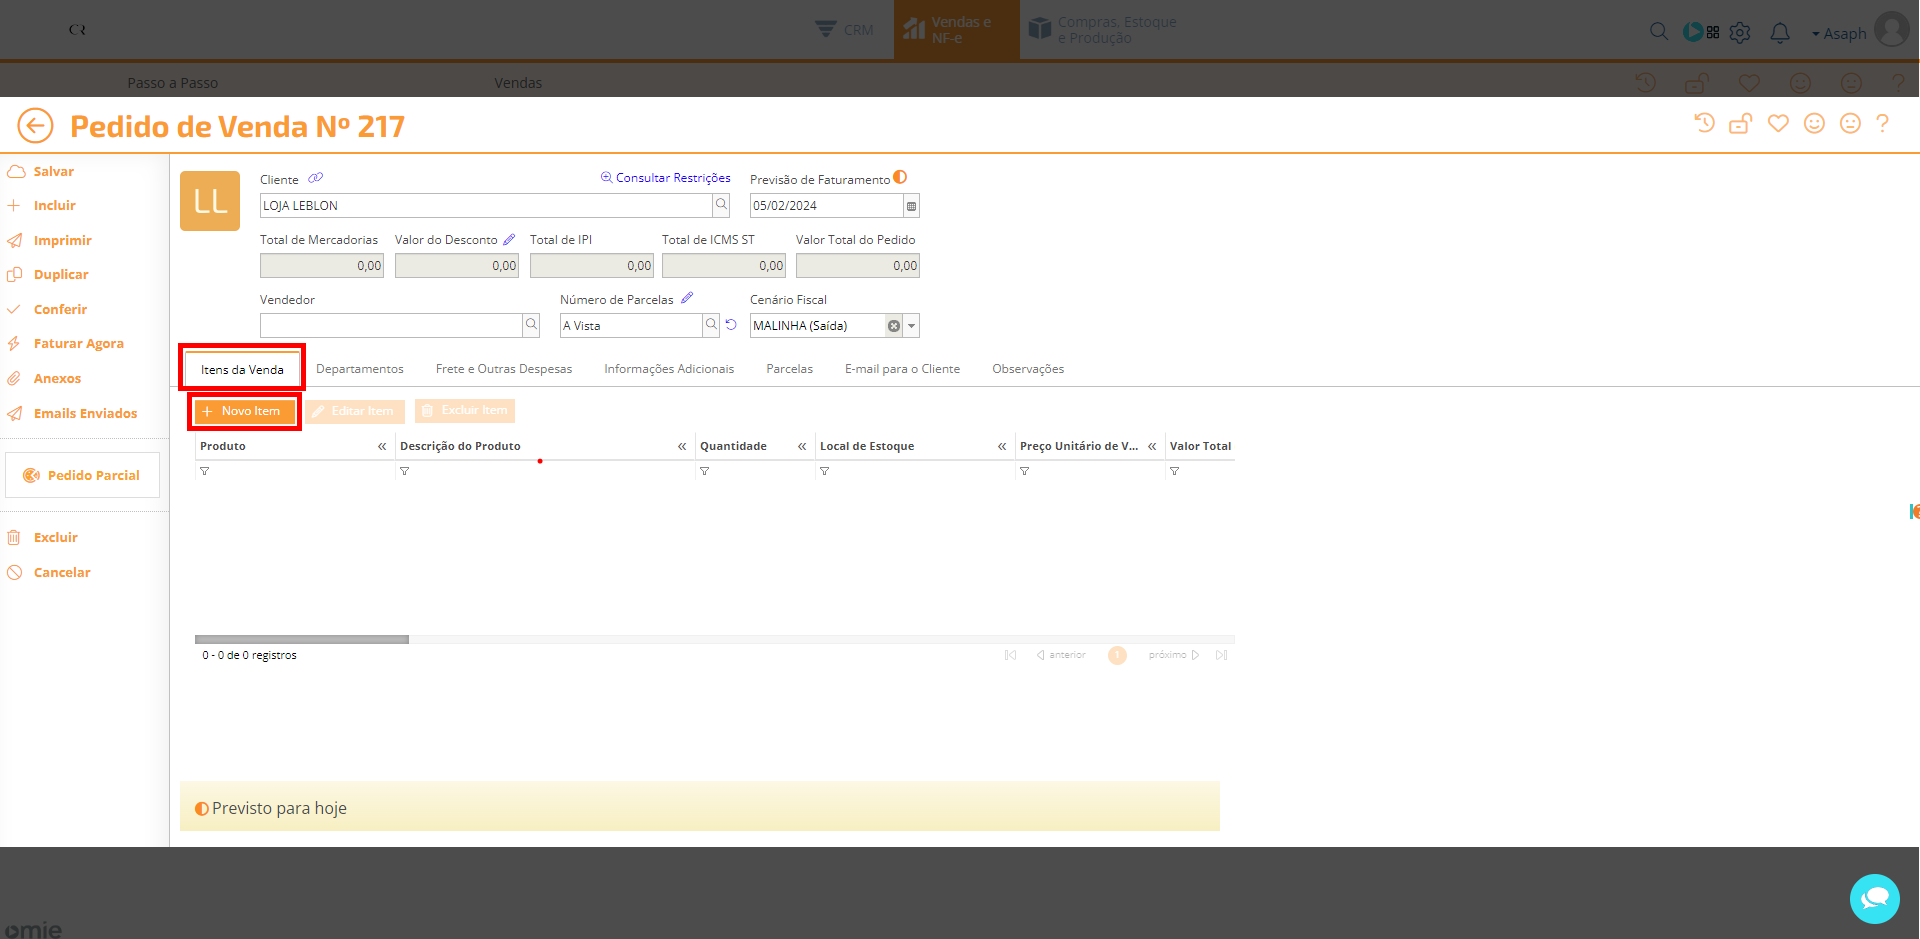 CR
CRM
Vendas e
NF-e
Compras, Estoque
e Produção
Asaph
Passo a Passo
Vendas
Pedido de Venda Nº 217
Salvar
Incluir
Imprimir
Duplicar
Conferir
Faturar Agora
Anexos
Emails Enviados
Pedido Parcial
Excluir
Cancelar
LL
Cliente
Consultar Restrições
Previsão de Faturamento
LOJA LEBLON
05/02/2024
Total de Mercadorias
Valor do Desconto
Total de IPI
Total de ICMS ST
Valor Total do Pedido
0,00
0,00
0,00
0,00
0,00
Vendedor
Número de Parcelas
Cenário Fiscal
A Vista
MALINHA (Saída)
Itens da Venda
Departamentos
Frete e Outras Despesas
Informações Adicionais
Parcelas
E-mail para o Cliente
Observações
Novo Item
Editar Item
Excluir Item
Produto
Descrição do Produto
Quantidade
Local de Estoque
Preço Unitário de V...
Valor Total
0 - 0 de 0 registros
anterior
1
próximo
Previsto para hoje
omie